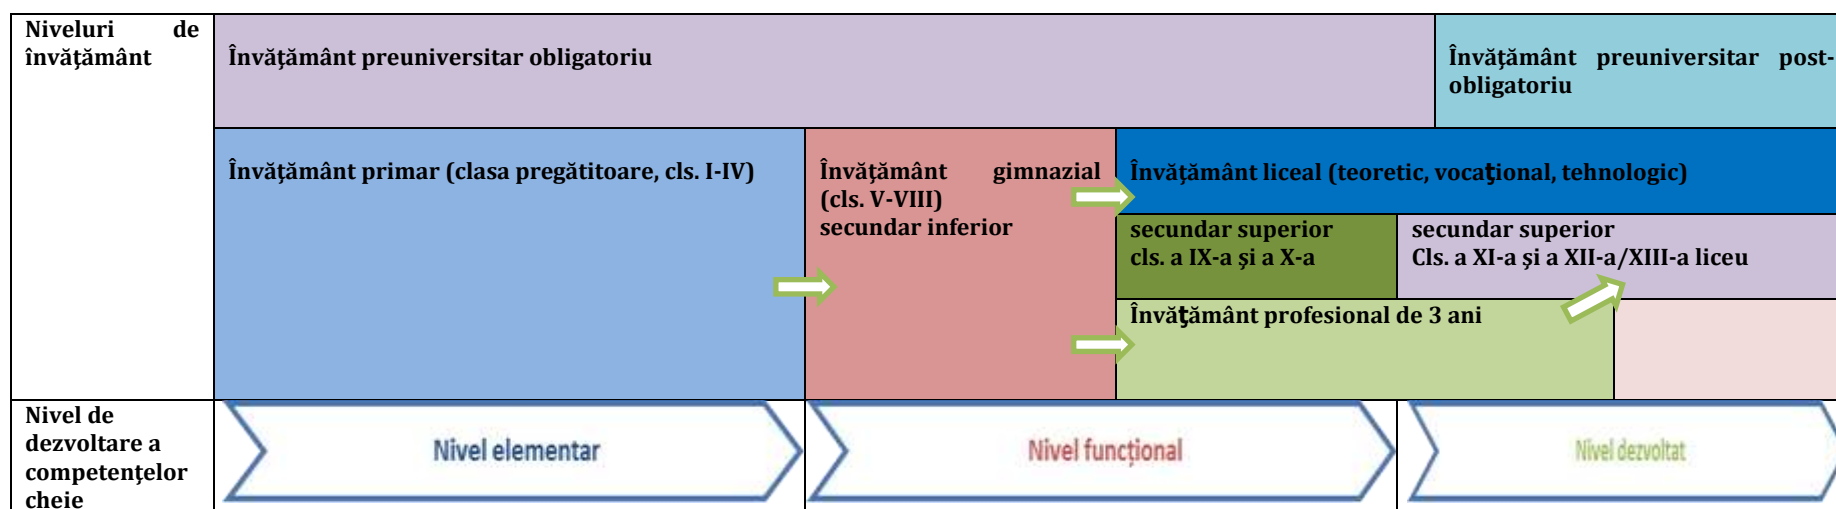 Niveluri de
învăţământ
Învăţământ preuniversitar obligatoriu
Învăţământ preuniversitar post-
obligatoriu
Învăţământ primar (clasa pregătitoare, cls. I-IV)
Învăţământ gimnazial
(cls. V-VIII)
secundar inferior
Învăţământ liceal (teoretic, vocaţional, tehnologic)
secundar superior
cls. a IX-a şi a X-a
secundar superior
Cls. a XI-a şi a XII-a/XIII-a liceu
Învăţământ profesional de 3 ani
Nivel de
dezvoltare a
competenţelor
cheie
Nivel elementar
Nivel funcțional
Nivel dezvoltat